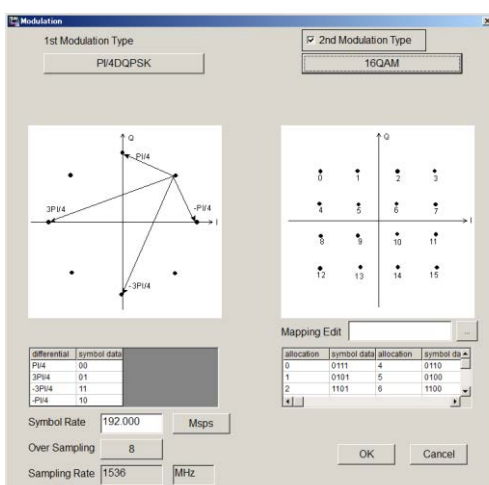 Modulation
1st Modulation Type
2nd Modulation Type
PI/4DQPSK
16QAM
Q
PI/4
3PI/4
-PI/4
I
-3PI/4
Q
0 1 2 3
4 5 6 7
I
8 9 10 11
12 13 14 15
Mapping Edit ...
differential symbol data
PI/4 00
3PI/4 01
-3PI/4 11
-PI/4 10
allocation symbol data allocation symbol da
0 0111 4 0110
1 0101 5 0100
2 1101 6 1100
Symbol Rate 192.000 Msps
Over Sampling 8
Sampling Rate 1536 MHz
OK Cancel